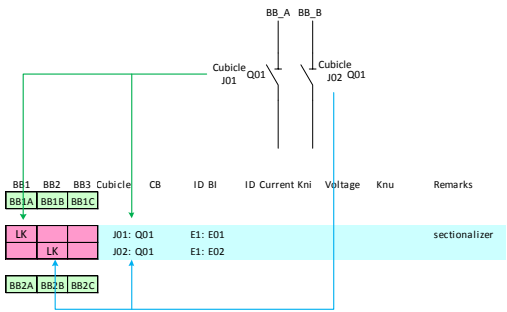 BB_A BB_B
Cubicle J01 Q01
Cubicle J02 Q01
BB1 BB2 BB3 Cubicle CB ID BI ID Current Kni Voltage Knu Remarks
BB1A BB1B BB1C
LK J01: Q01 E1: E01 sectionalizer
LK J02: Q01 E1: E02
BB2A BB2B BB2C